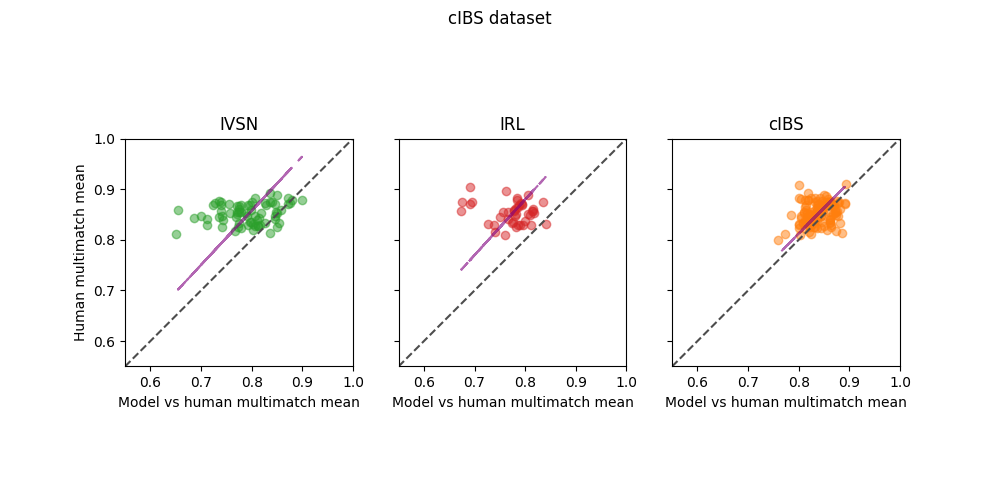 cIBS dataset
IVSN
IRL
cIBS
Human multimatch mean
1.0
0.9
0.8
0.7
0.6
0.6 0.7 0.8 0.9 1.0
0.6 0.7 0.8 0.9 1.0
0.6 0.7 0.8 0.9 1.0
Model vs human multimatch mean
Model vs human multimatch mean
Model vs human multimatch mean